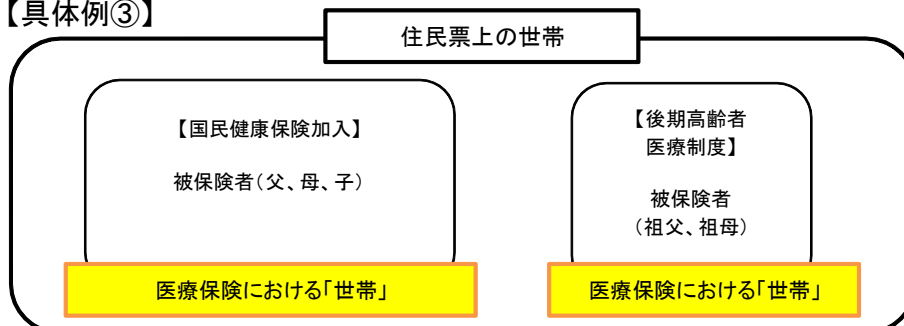 【具体例③】
住民票上の世帯
【国民健康保険加入】
被保険者(父、母、子)
医療保険における「世帯」
【後期高齢者
医療制度】
被保険者
(祖父、祖母)
医療保険における「世帯」